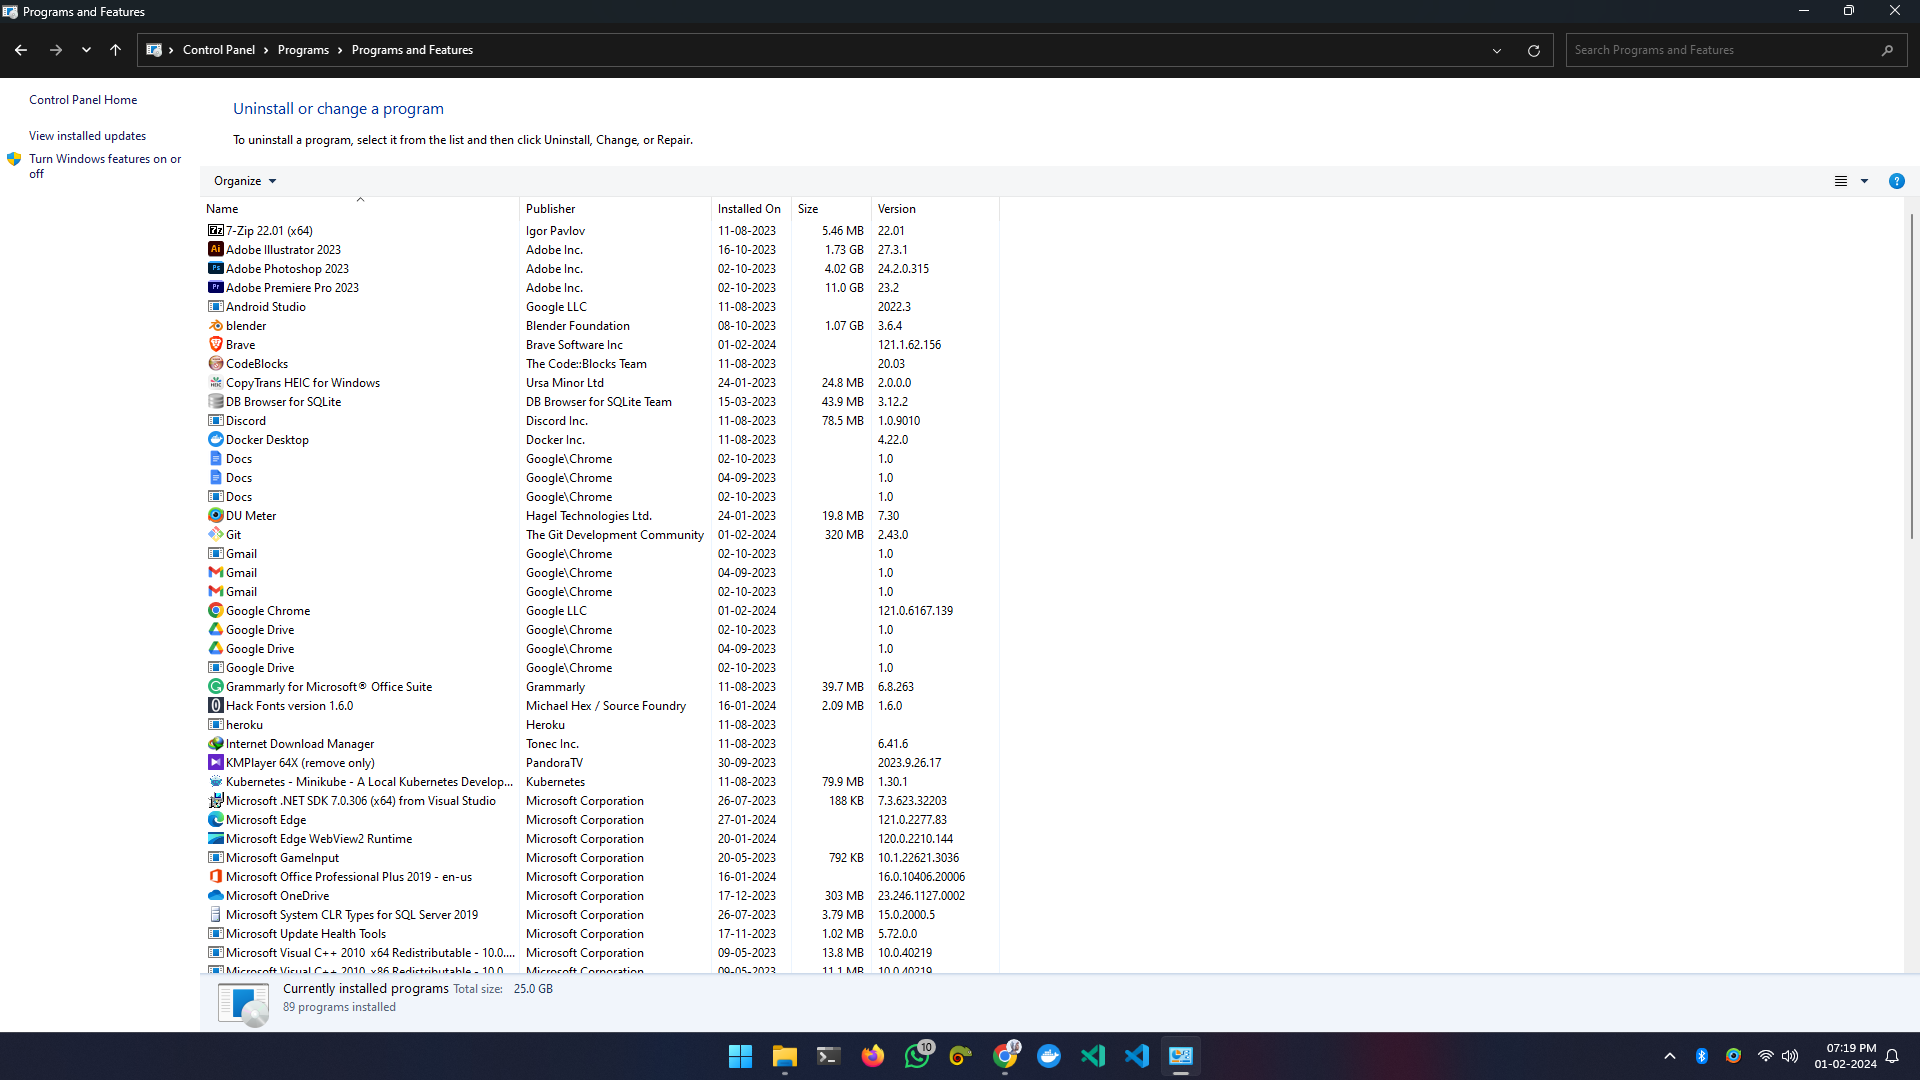 Programs and Features
Control Panel > Programs > Programs and Features
Search Programs and Features
Control Panel Home
View installed updates
Turn Windows features on or
off
Uninstall or change a program
To uninstall a program, select it from the list and then click Uninstall, Change, or Repair.
Organize
Name Publisher Installed On Size Version
7-Zip 22.01 (x64) Igor Pavlov 11-08-2023 5.46 MB 22.01
Adobe Illustrator 2023 Adobe Inc. 16-10-2023 1.73 GB 27.3.1
Adobe Photoshop 2023 Adobe Inc. 02-10-2023 4.02 GB 24.2.0.315
Adobe Premiere Pro 2023 Adobe Inc. 02-10-2023 11.0 GB 23.2
Android Studio Google LLC 11-08-2023 2022.3
blender Blender Foundation 08-10-2023 1.07 GB 3.6.4
Brave Brave Software Inc 01-02-2024 121.1.62.156
CodeBlocks The Code::Blocks Team 11-08-2023 20.03
CopyTrans HEIC for Windows Ursa Minor Ltd 24-01-2023 24.8 MB 2.0.0.0
DB Browser for SQLite DB Browser for SQLite Team 15-03-2023 43.9 MB 3.12.2
Discord Discord Inc. 11-08-2023 78.5 MB 1.0.9010
Docker Desktop Docker Inc. 11-08-2023 4.22.0
Docs Google\Chrome 02-10-2023 1.0
Docs Google\Chrome 04-09-2023 1.0
Docs Google\Chrome 02-10-2023 1.0
DU Meter Hagel Technologies Ltd. 24-01-2023 19.8 MB 7.30
Git The Git Development Community 01-02-2024 320 MB 2.43.0
Gmail Google\Chrome 02-10-2023 1.0
Gmail Google\Chrome 04-09-2023 1.0
Gmail Google\Chrome 02-10-2023 1.0
Google Chrome Google LLC 01-02-2024 121.0.6167.139
Google Drive Google\Chrome 02-10-2023 1.0
Google Drive Google\Chrome 04-09-2023 1.0
Google Drive Google\Chrome 02-10-2023 1.0
Grammarly for Microsoft® Office Suite Grammarly 11-08-2023 39.7 MB 6.8.263
Hack Fonts version 1.6.0 Michael Hex / Source Foundry 16-01-2024 2.09 MB 1.6.0
heroku Heroku 11-08-2023
Internet Download Manager Tonec Inc. 11-08-2023 6.41.6
KMPlayer 64X (remove only) PandoraTV 30-09-2023 2023.9.26.17
Kubernetes - Minikube - A Local Kubernetes Develop... Kubernetes 11-08-2023 79.9 MB 1.30.1
Microsoft .NET SDK 7.0.306 (x64) from Visual Studio Microsoft Corporation 26-07-2023 188 KB 7.3.623.32203
Microsoft Edge Microsoft Corporation 27-01-2024 121.0.2277.83
Microsoft Edge WebView2 Runtime Microsoft Corporation 20-01-2024 120.0.2210.144
Microsoft GameInput Microsoft Corporation 20-05-2023 792 KB 10.1.22621.3036
Microsoft Office Professional Plus 2019 - en-us Microsoft Corporation 16-01-2024 16.0.10406.20006
Microsoft OneDrive Microsoft Corporation 17-12-2023 303 MB 23.246.1127.0002
Microsoft System CLR Types for SQL Server 2019 Microsoft Corporation 26-07-2023 3.79 MB 15.0.2000.5
Microsoft Update Health Tools Microsoft Corporation 17-11-2023 1.02 MB 5.72.0.0
Microsoft Visual C++ 2010 x64 Redistributable - 10.0.... Microsoft Corporation 09-05-2023 13.8 MB 10.0.40219
Microsoft Visual C++ 2010 x86 Redistributable - 10.0 Microsoft Corporation 09-05-2023 11.1 MB 10.0.40219
Currently installed programs Total size: 25.0 GB
89 programs installed
10
07:19 PM
01-02-2024